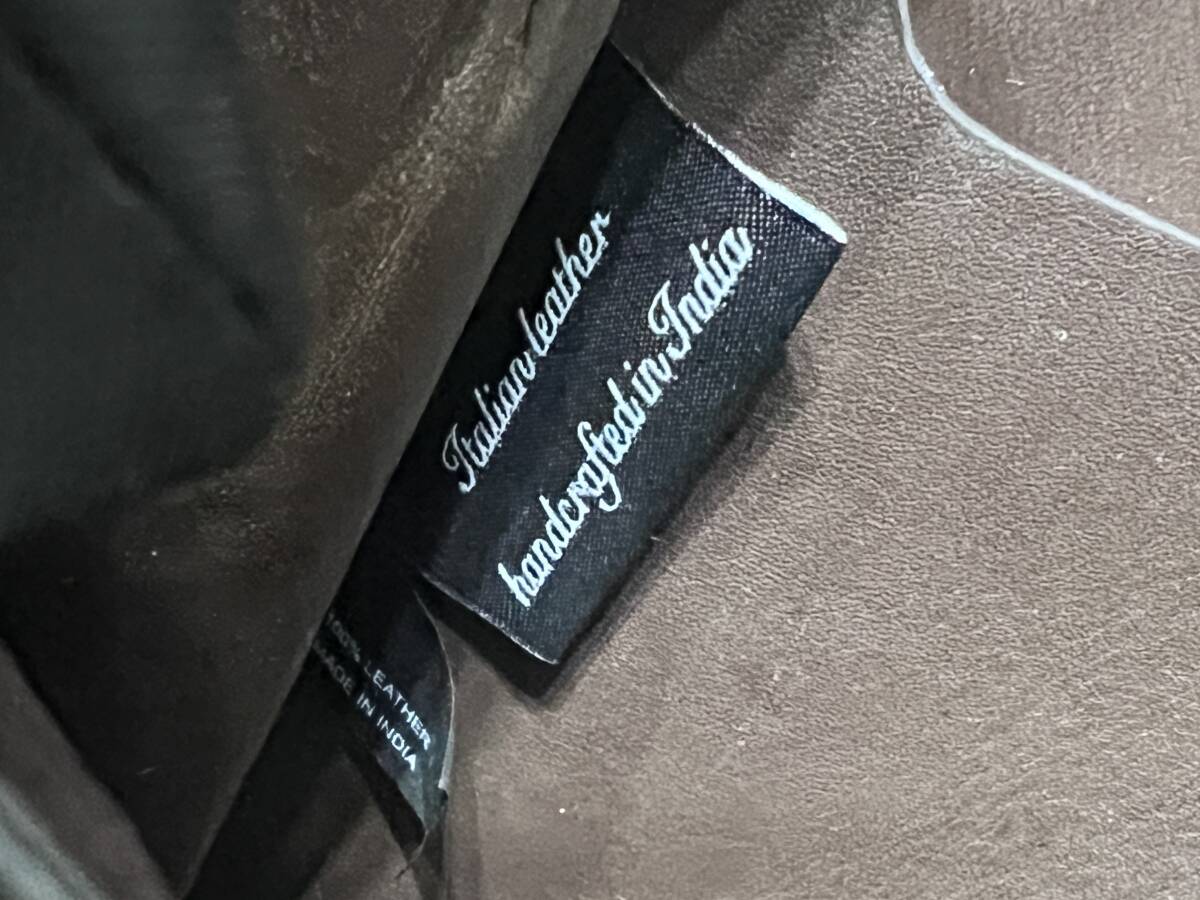 Italian leather
handcrafted in India
100% LEATHER
MADE IN INDIA